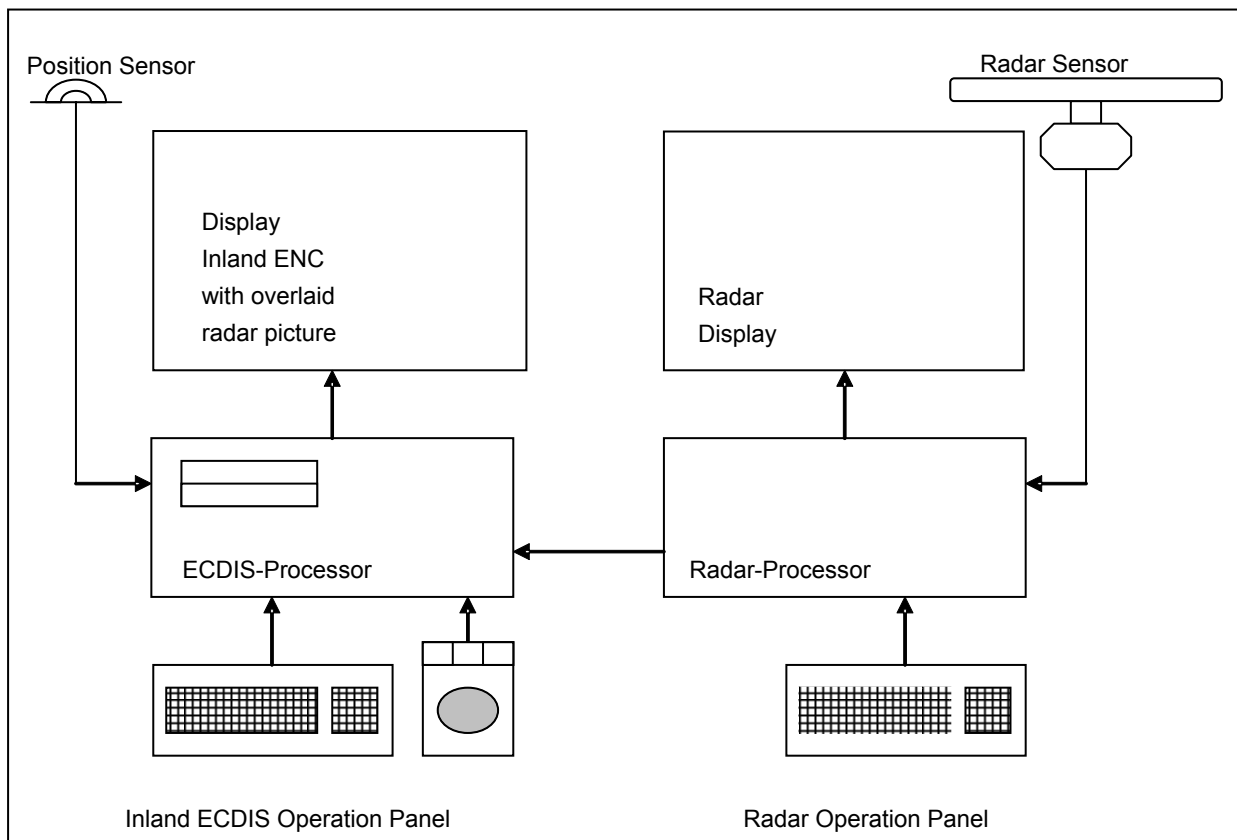 Position Sensor
Radar Sensor
Display
Inland ENC
with overlaid
radar picture
Radar
Display
ECDIS-Processor
Radar-Processor
Inland ECDIS Operation Panel
Radar Operation Panel